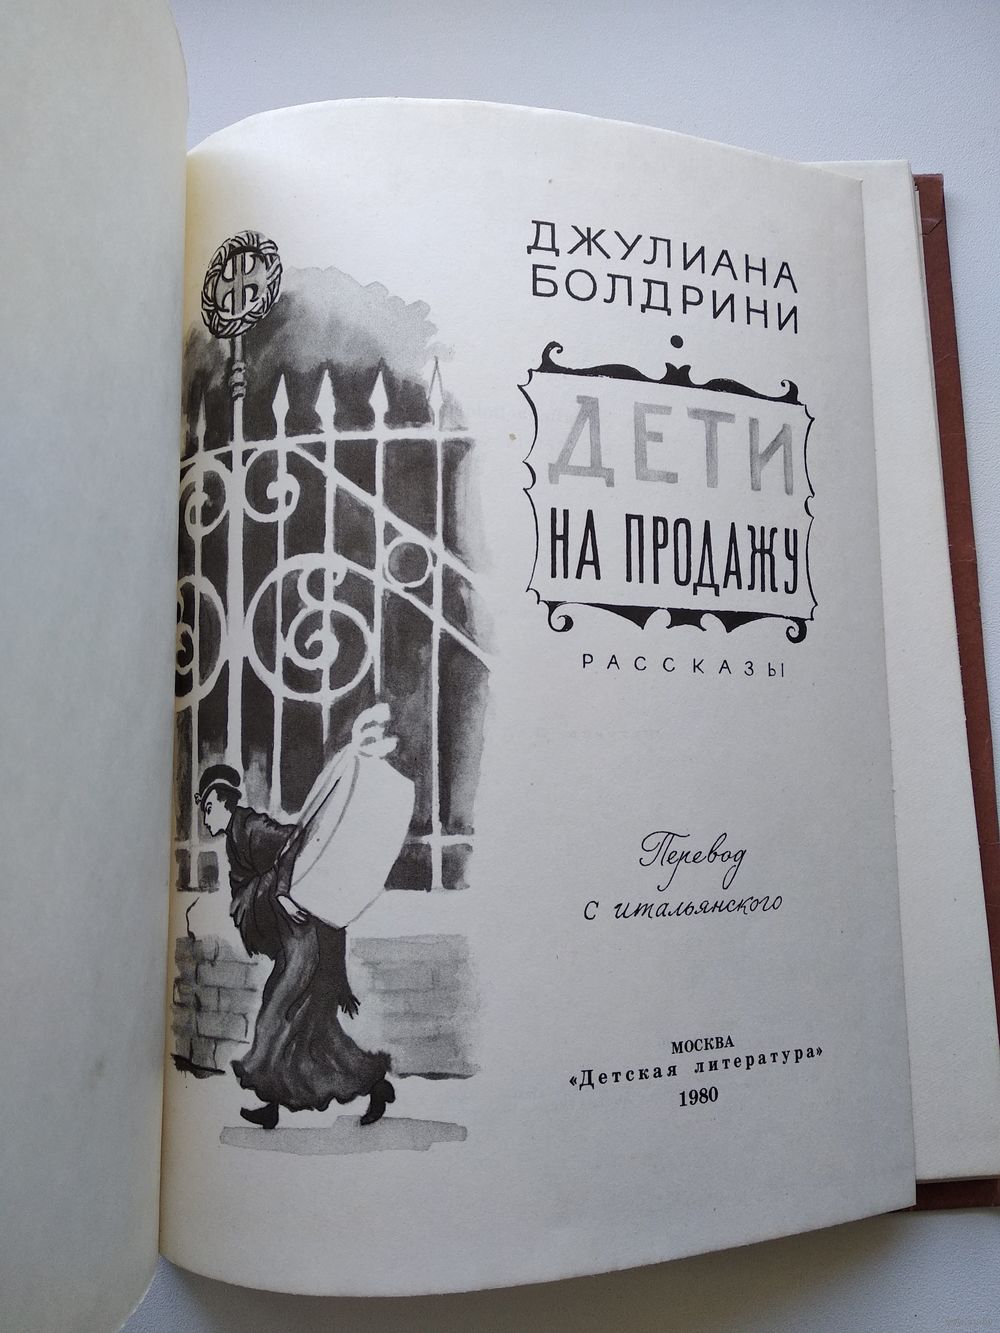 ДЖУЛИАНА
БОЛДРИНИ
ДЕТИ
НА ПРОДАЖУ
РАССКАЗЫ
Перевод
с итальянского
МОСКВА
«Детская литература»
1980